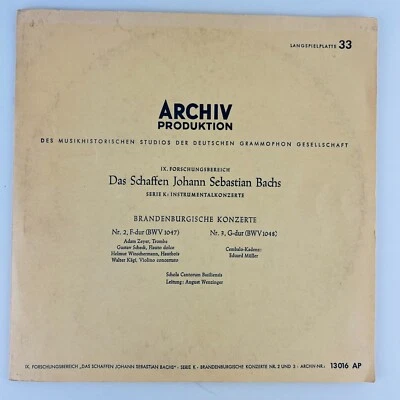 LANGSPIELPLATTE 33
ARCHIV
PRODUKTION
DES MUSIKHISTORISCHEN STUDIOS DER DEUTSCHEN GRAMMOPHON GESELLSCHAFT
IX. FORSCHUNGSBEREICH
Das Schaffen Johann Sebastian Bachs
SERIE K: INSTRUMENTALKONZERTE
BRANDENBURGISCHE KONZERTE
Nr. 2, F-dur (BWV 1047)
Adam Zeyer, Tromba
Gustav Scheck, Flauto dolce
Helmut Winschermann, Hautbois
Walter Kägi, Violino concertato
Nr. 3, G-dur (BWV 1048)
Cembalo-Kadenz:
Eduard Müller
Schola Cantorum Basiliensis
Leitung: August Wenzinger
IX. FORSCHUNGSBEREICH „DAS SCHAFFEN JOHANN SEBASTIAN BACHS" - SERIE K - BRANDENBURGISCHE KONZERTE NR. 2 UND 3 - ARCHIV-NR.: 13016 AP